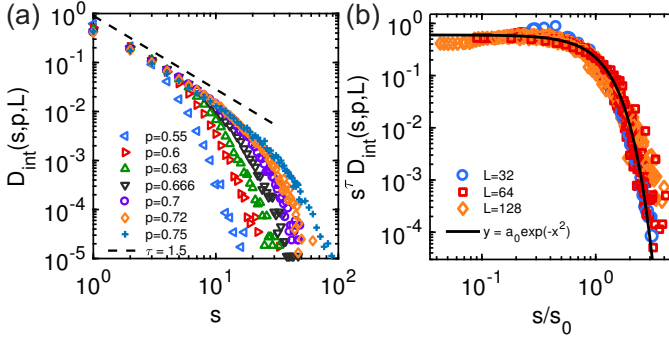 (a)
D_int(s,p,L)
10^0
10^-1
10^-2
10^-3
10^-4
10^-5
p=0.55
p=0.6
p=0.63
p=0.666
p=0.7
p=0.72
p=0.75
τ = 1.5
10^0
10^1
10^2
s
(b)
s^τ D_int(s,p,L)
10^0
10^-1
10^-2
10^-3
10^-4
L=32
L=64
L=128
y = a_0exp(-x^2)
10^-1
10^0
s/s_0